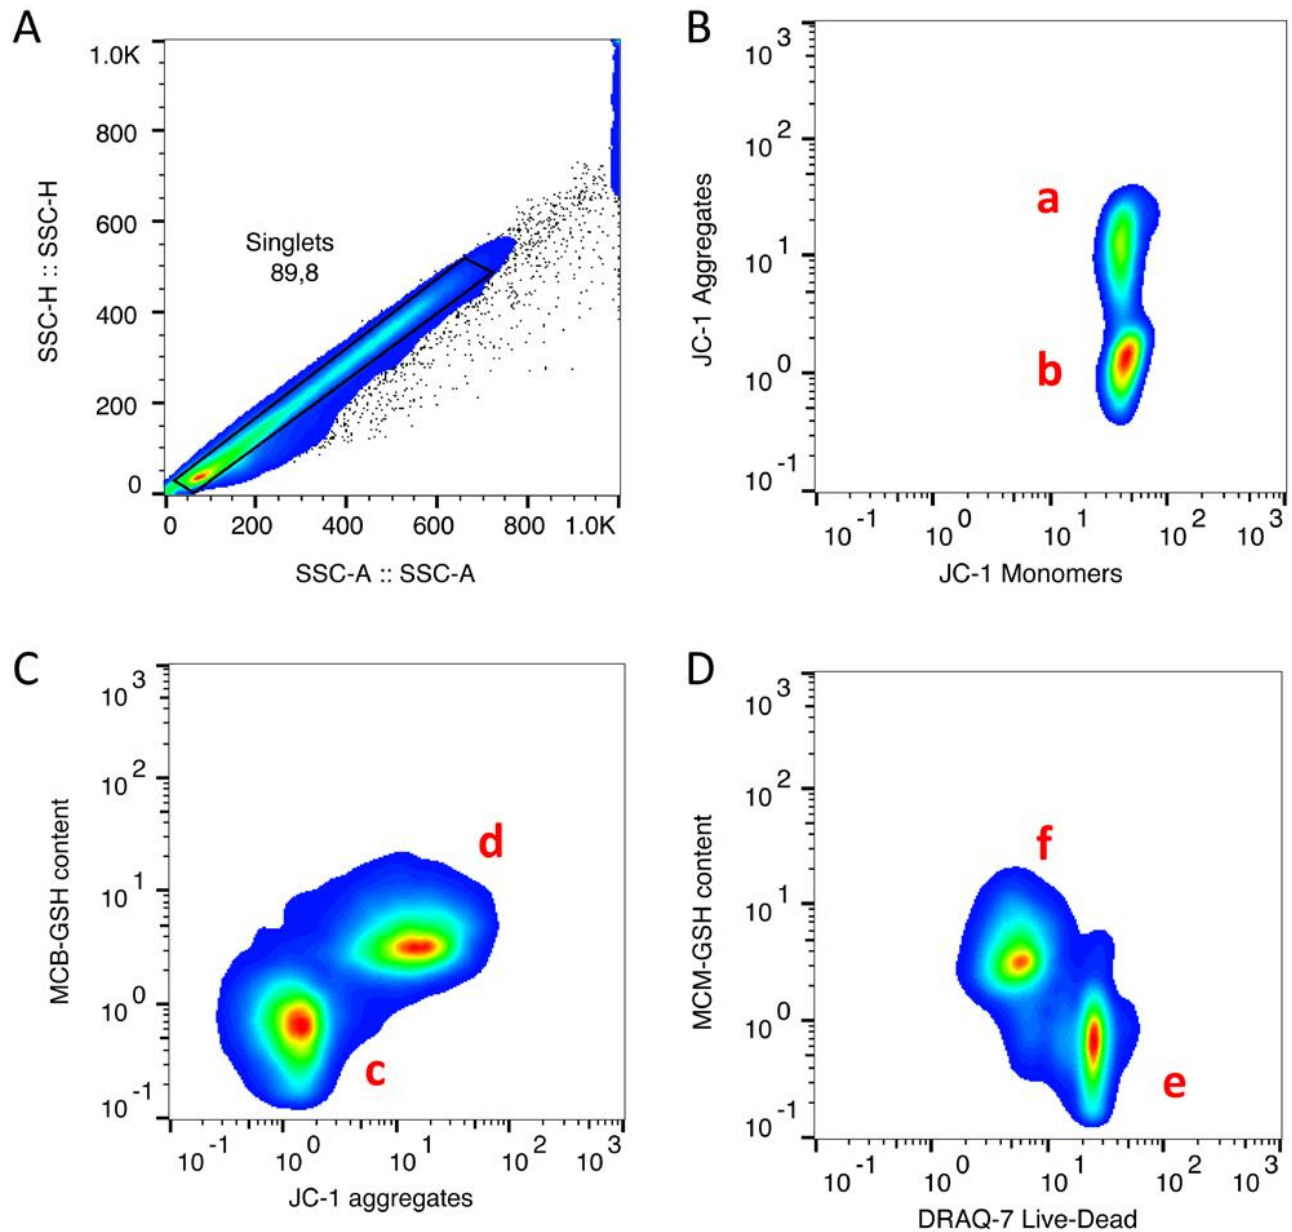 A
1.0K
800
600
400
200
0
SSC-H :: SSC-H
Singlets
89,8
0 200 400 600 800 1.0K
SSC-A :: SSC-A
B
10 3
10 2
10 1
10 0
10 -1
JC-1 Aggregates
a
b
10 -1 10 0 10 1 10 2 10 3
JC-1 Monomers
C
10 3
10 2
10 1
10 0
10 -1
MCB-GSH content
d
c
10 -1 10 0 10 1 10 2 10 3
JC-1 aggregates
D
10 3
10 2
10 1
10 0
10 -1
MCM-GSH content
f
e
10 -1 10 0 10 1 10 2 10 3
DRAQ-7 Live-Dead